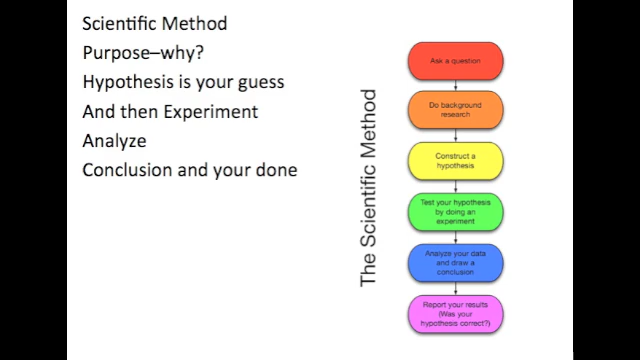 Scientific Method
Purpose–why?
Hypothesis is your guess
And then Experiment
Analyze
Conclusion and your done
The Scientific Method
Ask a question
Do background
research
Construct a
hypothesis
Test your hypothesis
by doing an
experiment
Analyze your data
and draw a
conclusion
Report your results
(Was your
hypothesis correct?)